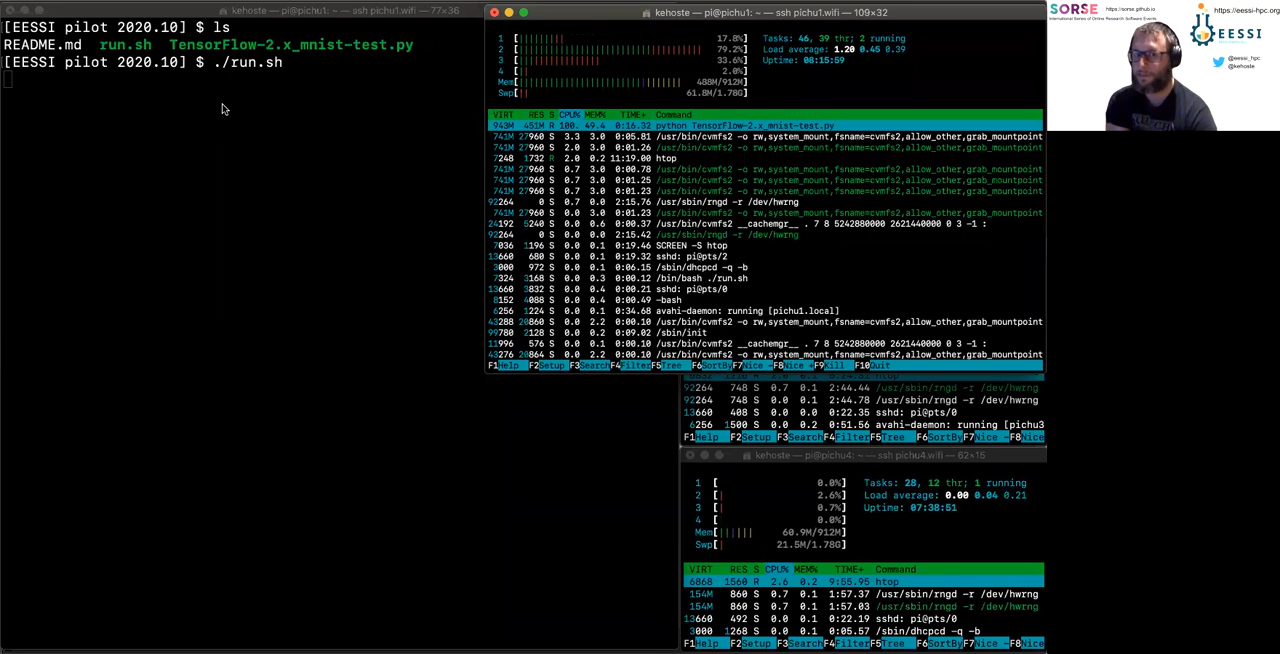 kehoste — pi@pichu1: ~ — ssh pichu1.wifi — 77×36
[EESSI pilot 2020.10] $ ls
README.md run.sh TensorFlow-2.x_mnist-test.py
[EESSI pilot 2020.10] $ ./run.sh
kehoste — pi@pichu1: ~ — ssh pichu1.wifi — 109×32
1 [ 17.8%] Tasks: 46, 39 thr; 2 running
2 [ 79.2%] Load average: 1.20 0.45 0.39
3 [ 33.6%] Uptime: 08:15:59
4 [ 2.0%]
Mem[ 488M/912M]
Swp[ 61.8M/1.78G]
VIRT RES S CPU% MEM% TIME+ Command
943M 451M R 100. 49.4 0:16.32 python TensorFlow-2.x_mnist-test.py
741M 27960 S 3.3 3.0 0:05.81 /usr/bin/cvmfs2 -o rw,system_mount,fsname=cvmfs2,allow_other,grab_mountpoint
741M 27960 S 2.0 3.0 0:01.26 /usr/bin/cvmfs2 -o rw,system_mount,fsname=cvmfs2,allow_other,grab_mountpoint
7248 1732 R 2.0 0.2 11:19.00 htop
741M 27960 S 0.7 3.0 0:00.78 /usr/bin/cvmfs2 -o rw,system_mount,fsname=cvmfs2,allow_other,grab_mountpoint
741M 27960 S 0.7 3.0 0:01.25 /usr/bin/cvmfs2 -o rw,system_mount,fsname=cvmfs2,allow_other,grab_mountpoint
741M 27960 S 0.7 3.0 0:01.23 /usr/bin/cvmfs2 -o rw,system_mount,fsname=cvmfs2,allow_other,grab_mountpoint
92264 0 S 0.7 0.0 2:15.76 /usr/sbin/rngd -r /dev/hwrng
741M 27960 S 0.0 3.0 0:01.23 /usr/bin/cvmfs2 -o rw,system_mount,fsname=cvmfs2,allow_other,grab_mountpoint
24192 5240 S 0.0 0.6 0:00.37 /usr/bin/cvmfs2 __cachemgr__ . 7 8 5242880000 2621440000 0 3 -1 :
92264 0 S 0.0 0.0 2:15.42 /usr/sbin/rngd -r /dev/hwrng
7036 1196 S 0.0 0.1 0:19.46 SCREEN -S htop
13660 680 S 0.0 0.1 0:19.32 sshd: pi@pts/2
3000 972 S 0.0 0.1 0:06.15 /sbin/dhcpcd -q -b
7324 3168 S 0.0 0.3 0:00.12 /bin/bash ./run.sh
13660 3832 S 0.0 0.4 0:00.21 sshd: pi@pts/0
8152 4088 S 0.0 0.4 0:00.49 -bash
6256 1224 S 0.0 0.1 0:34.68 avahi-daemon: running [pichu1.local]
43288 20860 S 0.0 2.2 0:00.10 /usr/bin/cvmfs2 -o rw,system_mount,fsname=cvmfs2,allow_other,grab_mountpoint
99780 2128 S 0.0 0.2 0:09.02 /sbin/init
11996 576 S 0.0 0.1 0:00.10 /usr/bin/cvmfs2 __cachemgr__ . 7 8 5242880000 2621440000 0 3 -1 :
43276 20864 S 0.0 2.2 0:00.10 /usr/bin/cvmfs2 -o rw,system_mount,fsname=cvmfs2,allow_other,grab_mountpoint
F1Help F2Setup F3SearchF4FilterF5Tree F6SortByF7Nice -F8Nice +F9Kill F10Quit
92264 748 S 0.7 0.1 2:44.44 /usr/sbin/rngd -r /dev/hwrng
92264 748 S 0.0 0.1 2:44.78 /usr/sbin/rngd -r /dev/hwrng
13660 408 S 0.0 0.0 0:22.35 sshd: pi@pts/0
6256 1500 S 0.7 0.2 0:51.56 avahi-daemon: running [pichu3
F1Help F2Setup F3SearchF4FilterF5Tree F6SortByF7Nice -F8Nice
kehoste — pi@pichu4: ~ — ssh pichu4.wifi — 62×15
1 [ 0.0%] Tasks: 28, 12 thr; 1 running
2 [ 2.6%] Load average: 0.00 0.04 0.21
3 [ 0.7%] Uptime: 07:38:51
4 [ 0.0%]
Mem[ 60.9M/912M]
Swp[ 21.5M/1.78G]
VIRT RES S CPU% MEM% TIME+ Command
6868 1560 R 2.6 0.2 9:55.95 htop
154M 860 S 0.7 0.1 1:57.37 /usr/sbin/rngd -r /dev/hwrng
154M 860 S 0.7 0.1 1:57.03 /usr/sbin/rngd -r /dev/hwrng
13660 492 S 0.0 0.1 0:22.19 sshd: pi@pts/0
3000 1268 S 0.0 0.1 0:05.57 /sbin/dhcpcd -q -b
F1Help F2Setup F3SearchF4FilterF5Tree F6SortByF7Nice -F8Nice
SORSE https://sorse.github.io
International Series of Online Research Software Events
https://eessi-hpc.org
EESSI
@eessi_hpc
@kehoste